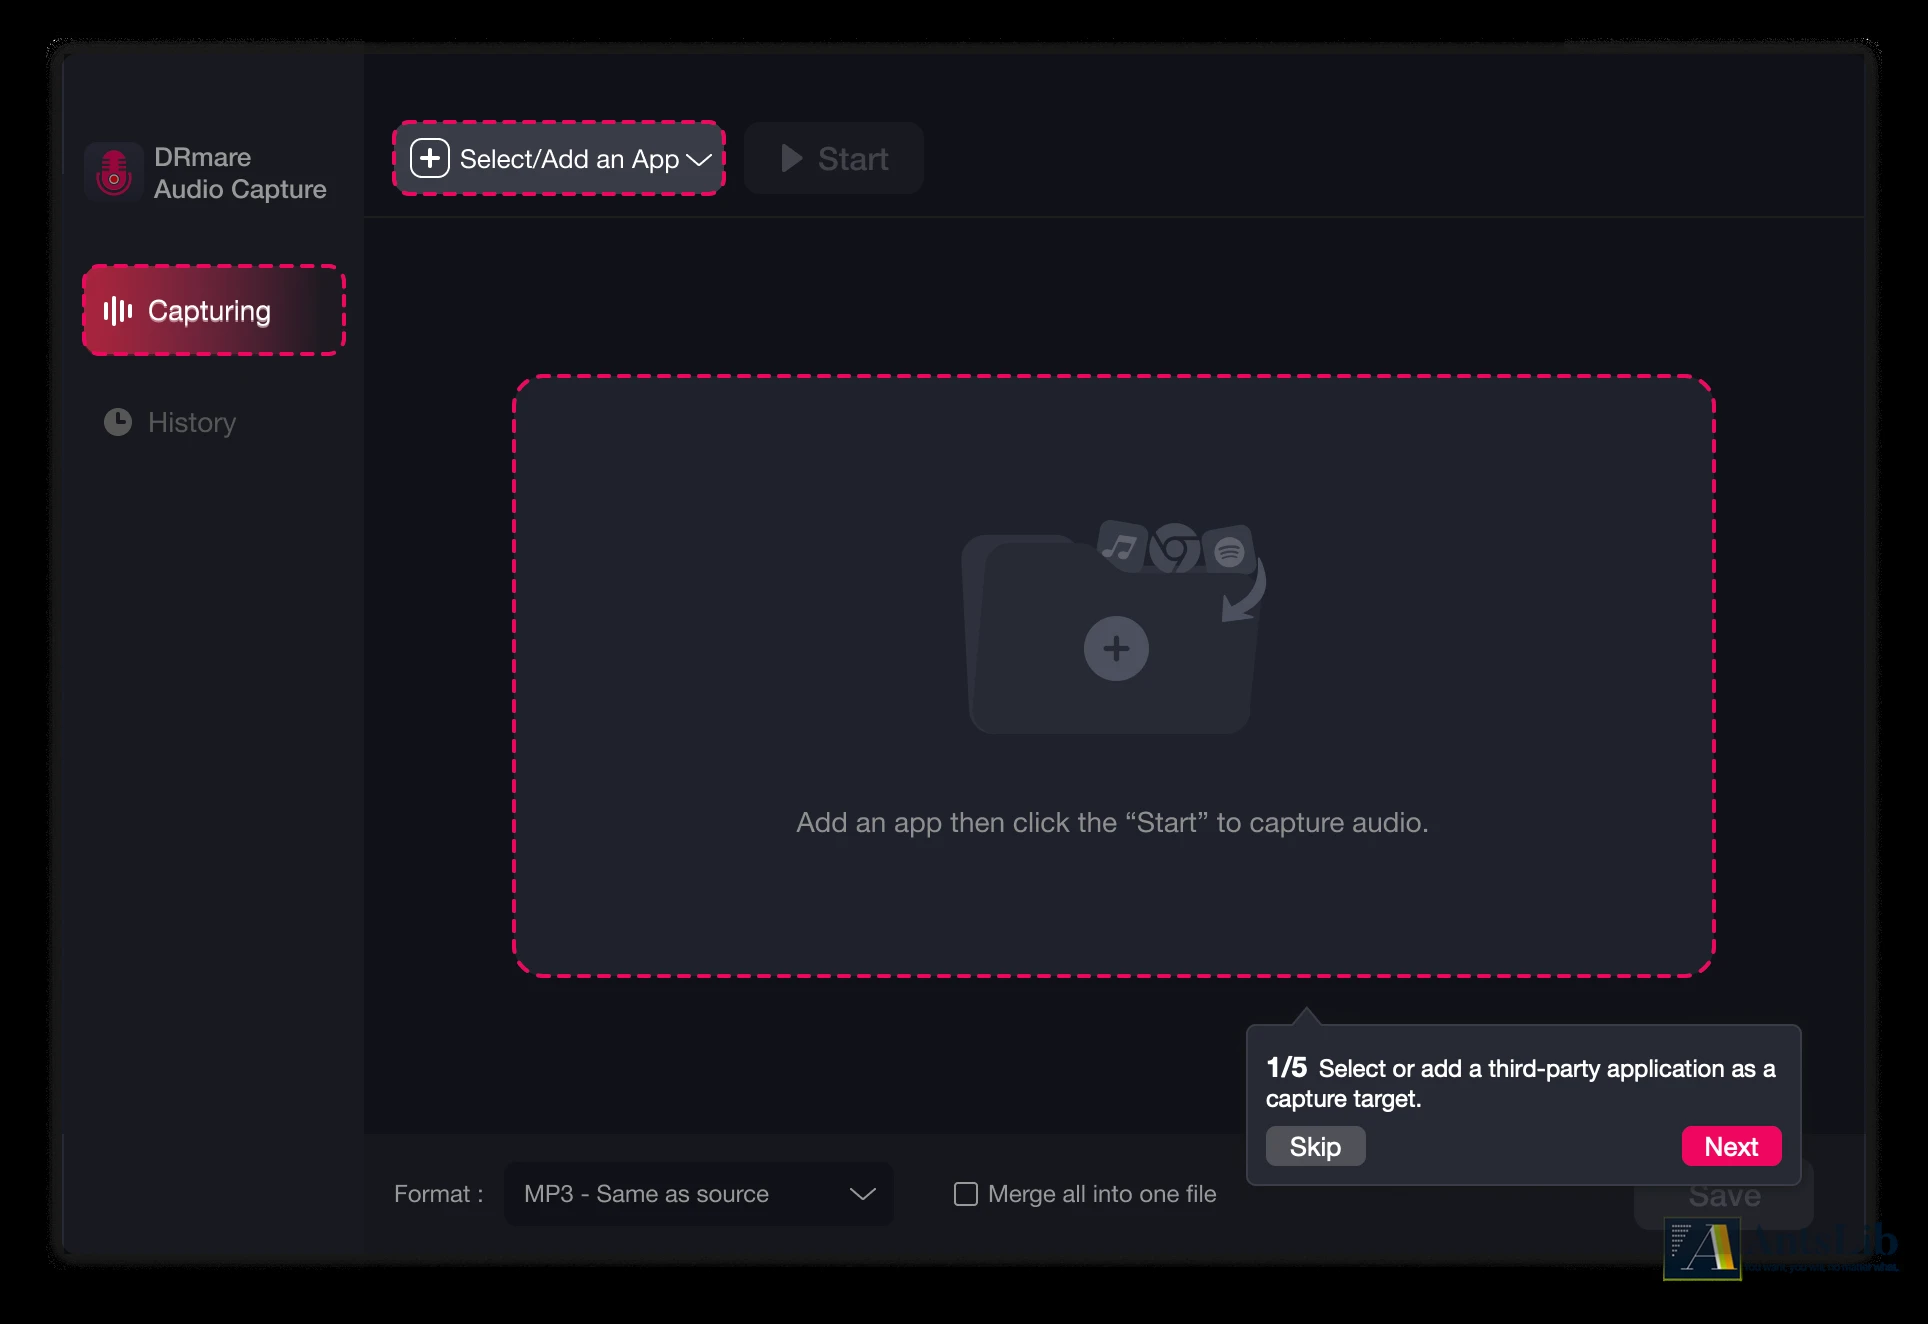 DRmare
Audio Capture
Select/Add an App
Start
Capturing
History
Add an app then click the “Start” to capture audio.
1/5 Select or add a third-party application as a
capture target.
Skip
Next
Format :
MP3 - Same as source
Merge all into one file
Save
A